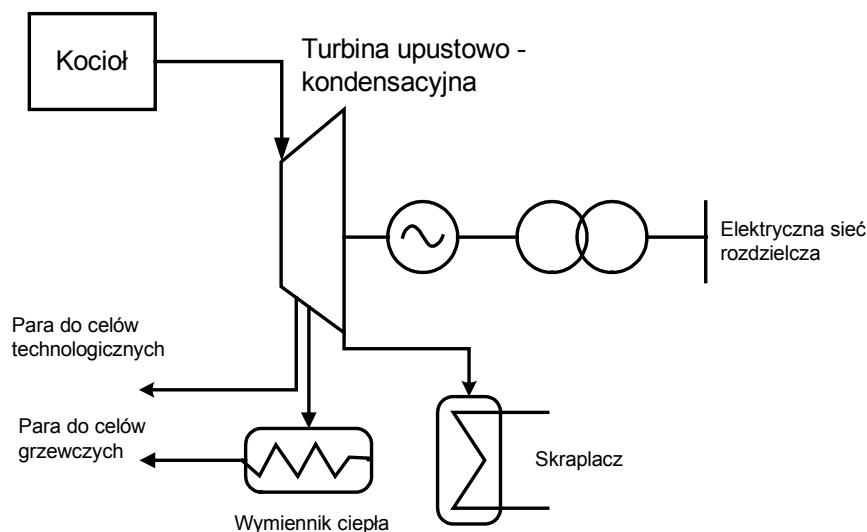 Kocioł
Turbina upustowo -
kondensacyjna
Elektryczna sieć
rozdzielcza
Para do celów
technologicznych
Para do celów
grzewczych
Skraplacz
Wymiennik ciepła